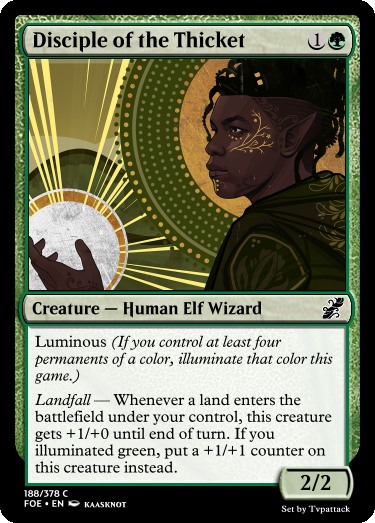 Disciple of the Thicket 1
Creature — Human Elf Wizard
Luminous (If you control at least four
permanents of a color, illuminate that color this
game.)
Landfall — Whenever a land enters the
battlefield under your control, this creature
gets +1/+0 until end of turn. If you
illuminated green, put a +1/+1 counter on
this creature instead.
2/2
188/378 C
FOE • EN KAASKNOT
Set by Tvpattack